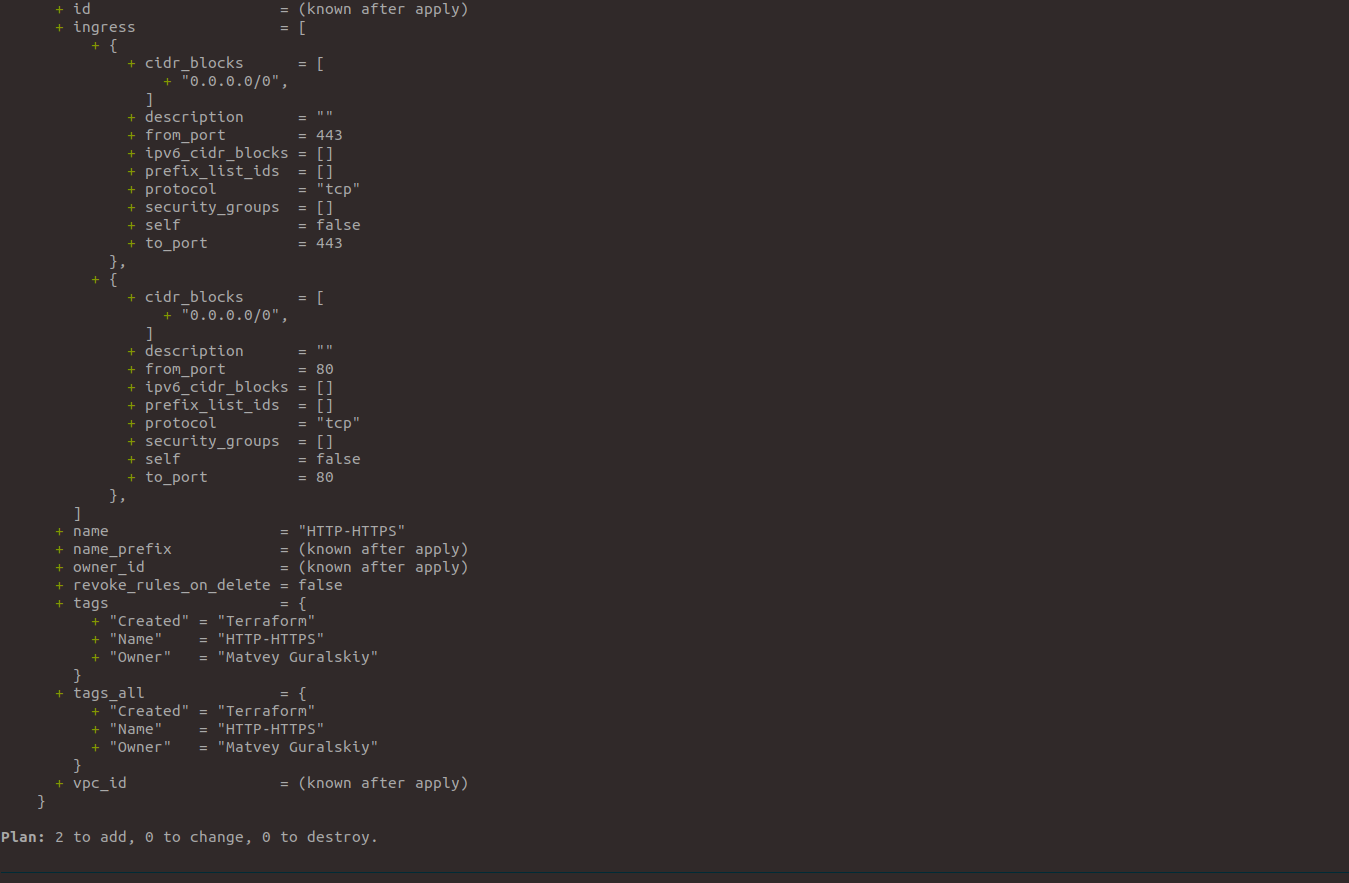 + id                     = (known after apply)
      + ingress                = [
          + {
              + cidr_blocks      = [
                  + "0.0.0.0/0",
                ]
              + description      = ""
              + from_port        = 443
              + ipv6_cidr_blocks = []
              + prefix_list_ids  = []
              + protocol         = "tcp"
              + security_groups  = []
              + self             = false
              + to_port          = 443
            },
          + {
              + cidr_blocks      = [
                  + "0.0.0.0/0",
                ]
              + description      = ""
              + from_port        = 80
              + ipv6_cidr_blocks = []
              + prefix_list_ids  = []
              + protocol         = "tcp"
              + security_groups  = []
              + self             = false
              + to_port          = 80
            },
        ]
      + name                   = "HTTP-HTTPS"
      + name_prefix            = (known after apply)
      + owner_id               = (known after apply)
      + revoke_rules_on_delete = false
      + tags                   = {
          + "Created" = "Terraform"
          + "Name"    = "HTTP-HTTPS"
          + "Owner"   = "Matvey Guralskiy"
        }
      + tags_all               = {
          + "Created" = "Terraform"
          + "Name"    = "HTTP-HTTPS"
          + "Owner"   = "Matvey Guralskiy"
        }
      + vpc_id                 = (known after apply)
    }
Plan: 2 to add, 0 to change, 0 to destroy.